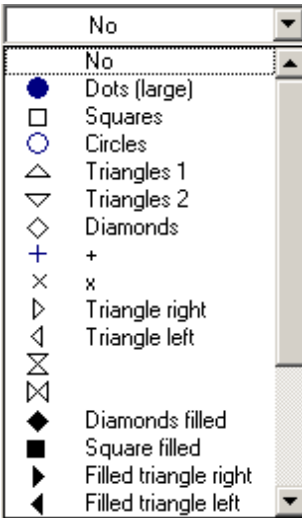 No
No
Dots (large)
Squares
Circles
Triangles 1
Triangles 2
Diamonds
+
x
Triangle right
Triangle left
Diamonds filled
Square filled
Filled triangle right
Filled triangle left